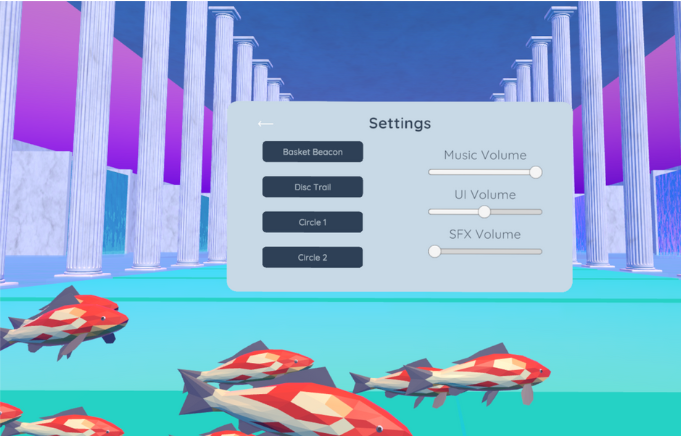 Settings
Basket Beacon
Disc Trail
Circle 1
Circle 2
Music Volume
UI Volume
SFX Volume